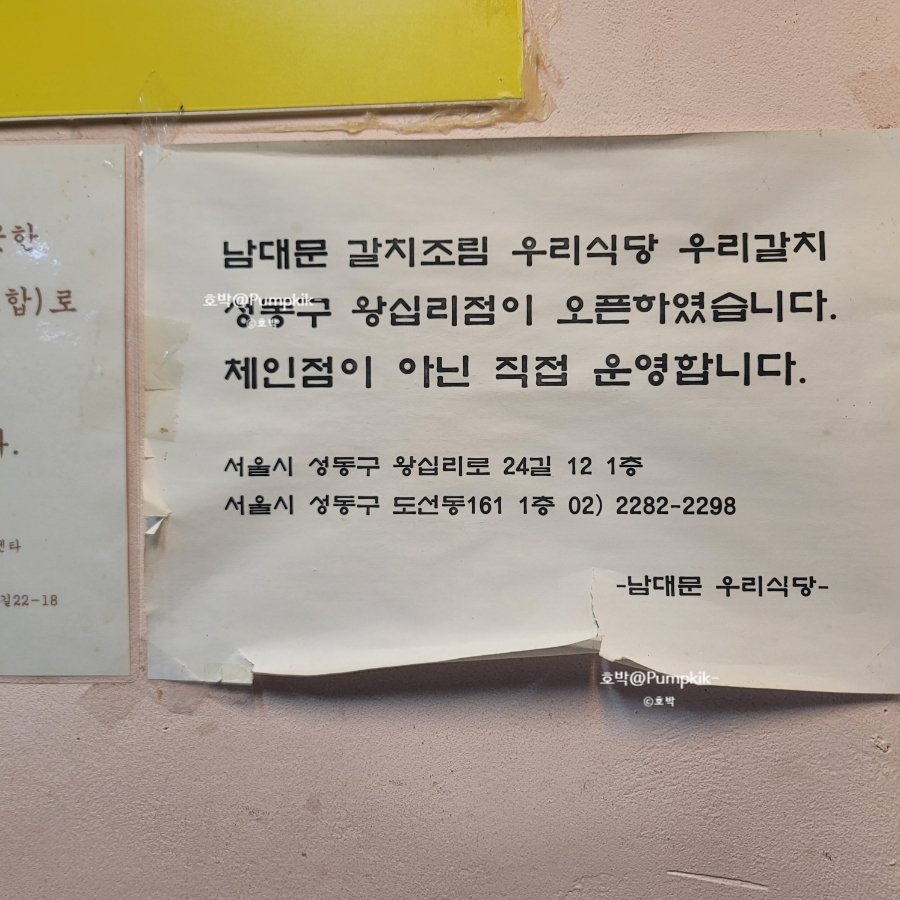 합)로
길22-18
남대문 갈치조림 우리식당 우리갈치
성동구 왕십리점이 오픈하였습니다.
체인점이 아닌 직접 운영합니다.
서울시 성동구 왕십리로 24길 12 1층
서울시 성동구 도선동161 1층 02) 2282-2298
-남대문 우리식당-
호박@Pumpkik-
©호박
호박@Pumpkik-
©호박